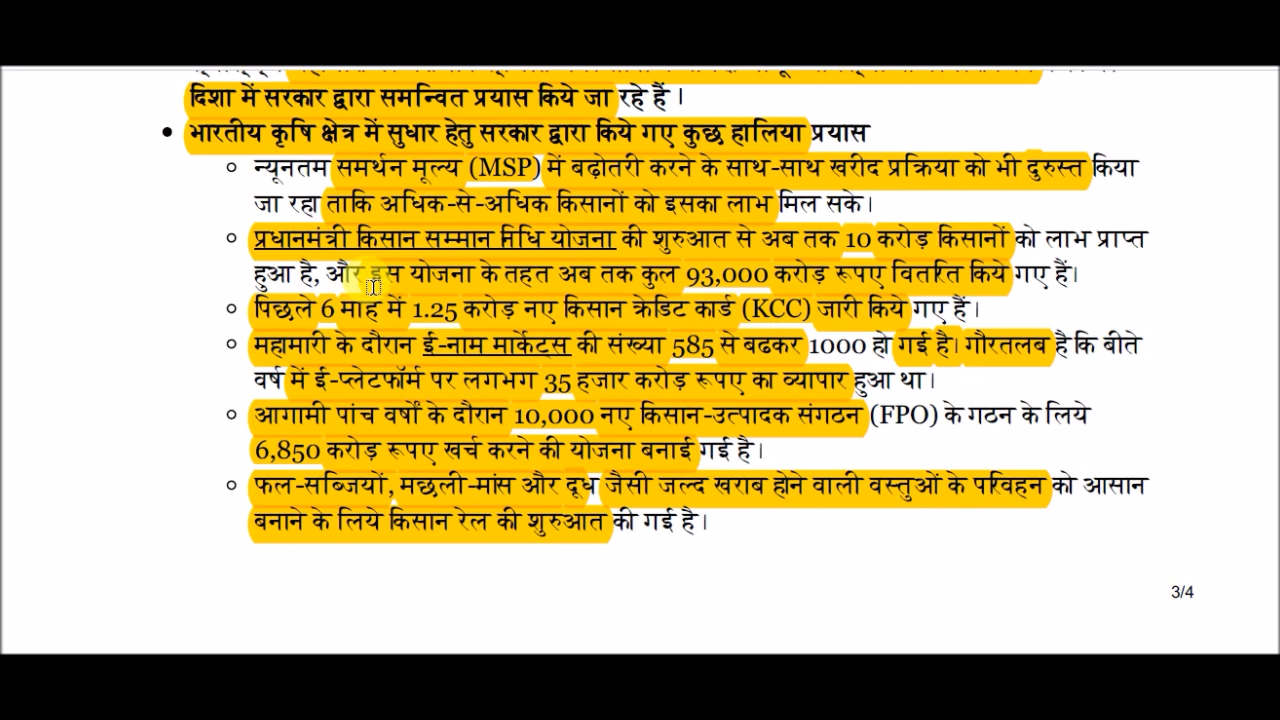 दिशा में सरकार द्वारा समन्वित प्रयास किये जा रहे हैं ।
• भारतीय कृषि क्षेत्र में सुधार हेतु सरकार द्वारा किये गए कुछ हालिया प्रयास
○ न्यूनतम समर्थन मूल्य (MSP) में बढ़ोतरी करने के साथ-साथ खरीद प्रक्रिया को भी दुरुस्त किया
जा रहा ताकि अधिक-से-अधिक किसानों को इसका लाभ मिल सके।
○ प्रधानमंत्री किसान सम्मान निधि योजना की शुरुआत से अब तक 10 करोड़ किसानों को लाभ प्राप्त
हुआ है, और इस योजना के तहत अब तक कुल 93,000 करोड़ रूपए वितरित किये गए हैं।
○ पिछले 6 माह में 1.25 करोड़ नए किसान क्रेडिट कार्ड (KCC) जारी किये गए हैं।
○ महामारी के दौरान ई-नाम मार्केट्स की संख्या 585 से बढकर 1000 हो गई है। गौरतलब है कि बीते
वर्ष में ई-प्लेटफॉर्म पर लगभग 35 हजार करोड़ रूपए का व्यापार हुआ था।
○ आगामी पांच वर्षों के दौरान 10,000 नए किसान-उत्पादक संगठन (FPO) के गठन के लिये
6,850 करोड़ रूपए खर्च करने की योजना बनाई गई है।
○ फल-सब्जियों, मछली-मांस और दूध जैसी जल्द खराब होने वाली वस्तुओं के परिवहन को आसान
बनाने के लिये किसान रेल की शुरुआत की गई है।
3/4